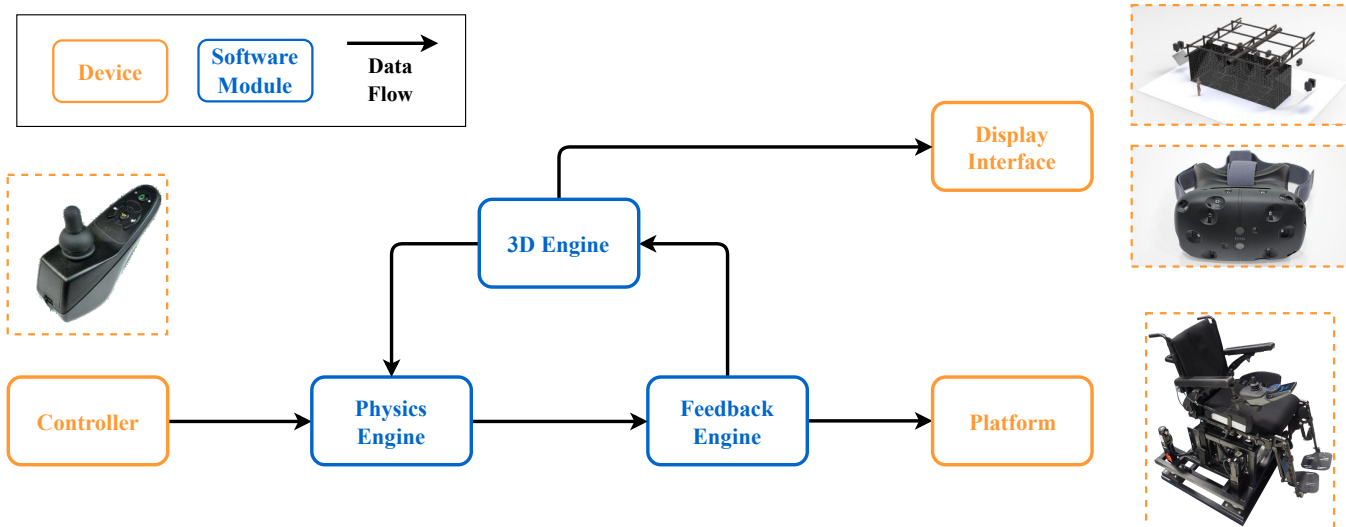 Device
Software
Module
Data
Flow
Display
Interface
3D Engine
Controller
Physics
Engine
Feedback
Engine
Platform